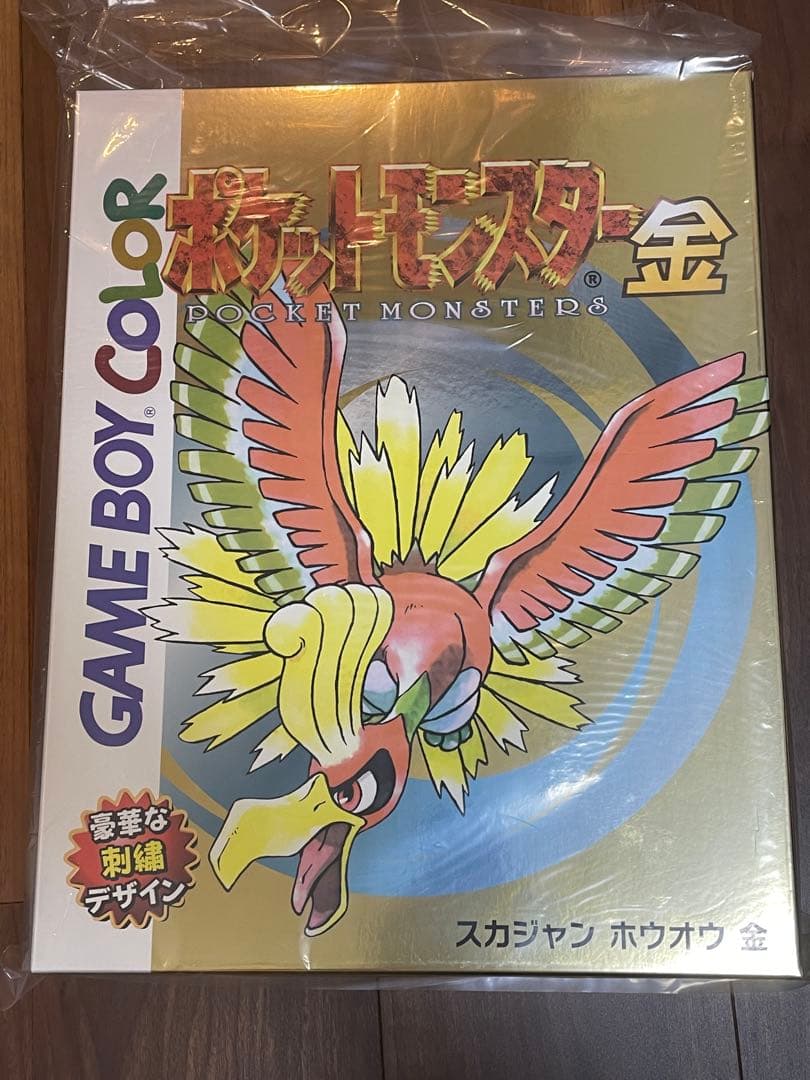 GAME BOY COLOR
®
ポケットモンスター金
®
POCKET MONSTERS
豪華な
刺繍
デザイン
スカジャン ホウオウ 金